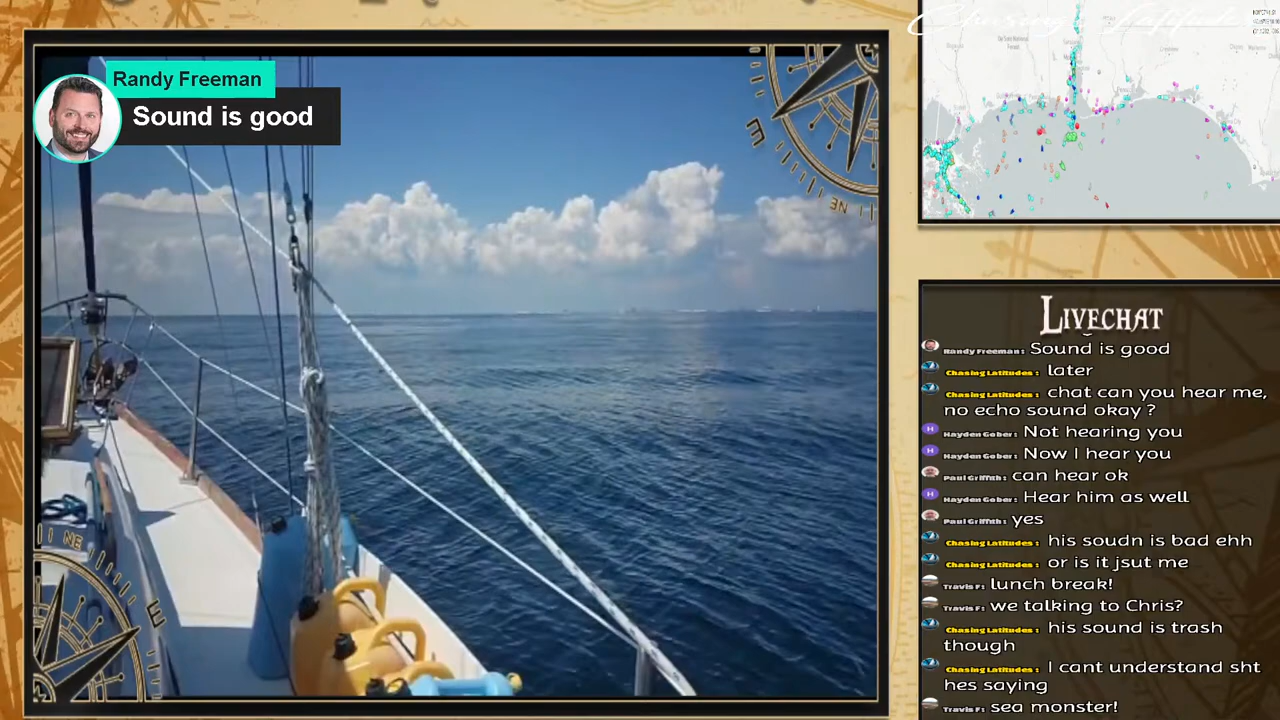 Chasing Latitudes
Randy Freeman
Sound is good
E
NE
NE
E
LIVECHAT
Randy Freeman: Sound is good
Chasing Latitudes: later
Chasing Latitudes: chat can you hear me,
no echo sound okay ?
H Hayden Gober: Not hearing you
H Hayden Gober: Now I hear you
Paul Griffith: can hear ok
H Hayden Gober: Hear him as well
Paul Griffith: yes
Chasing Latitudes: his soudn is bad ehh
Chasing Latitudes: or is it jsut me
Travis F: lunch break!
Travis F: we talking to Chris?
Chasing Latitudes: his sound is trash
though
Chasing Latitudes: I cant understand sht
hes saying
Travis F: sea monster!